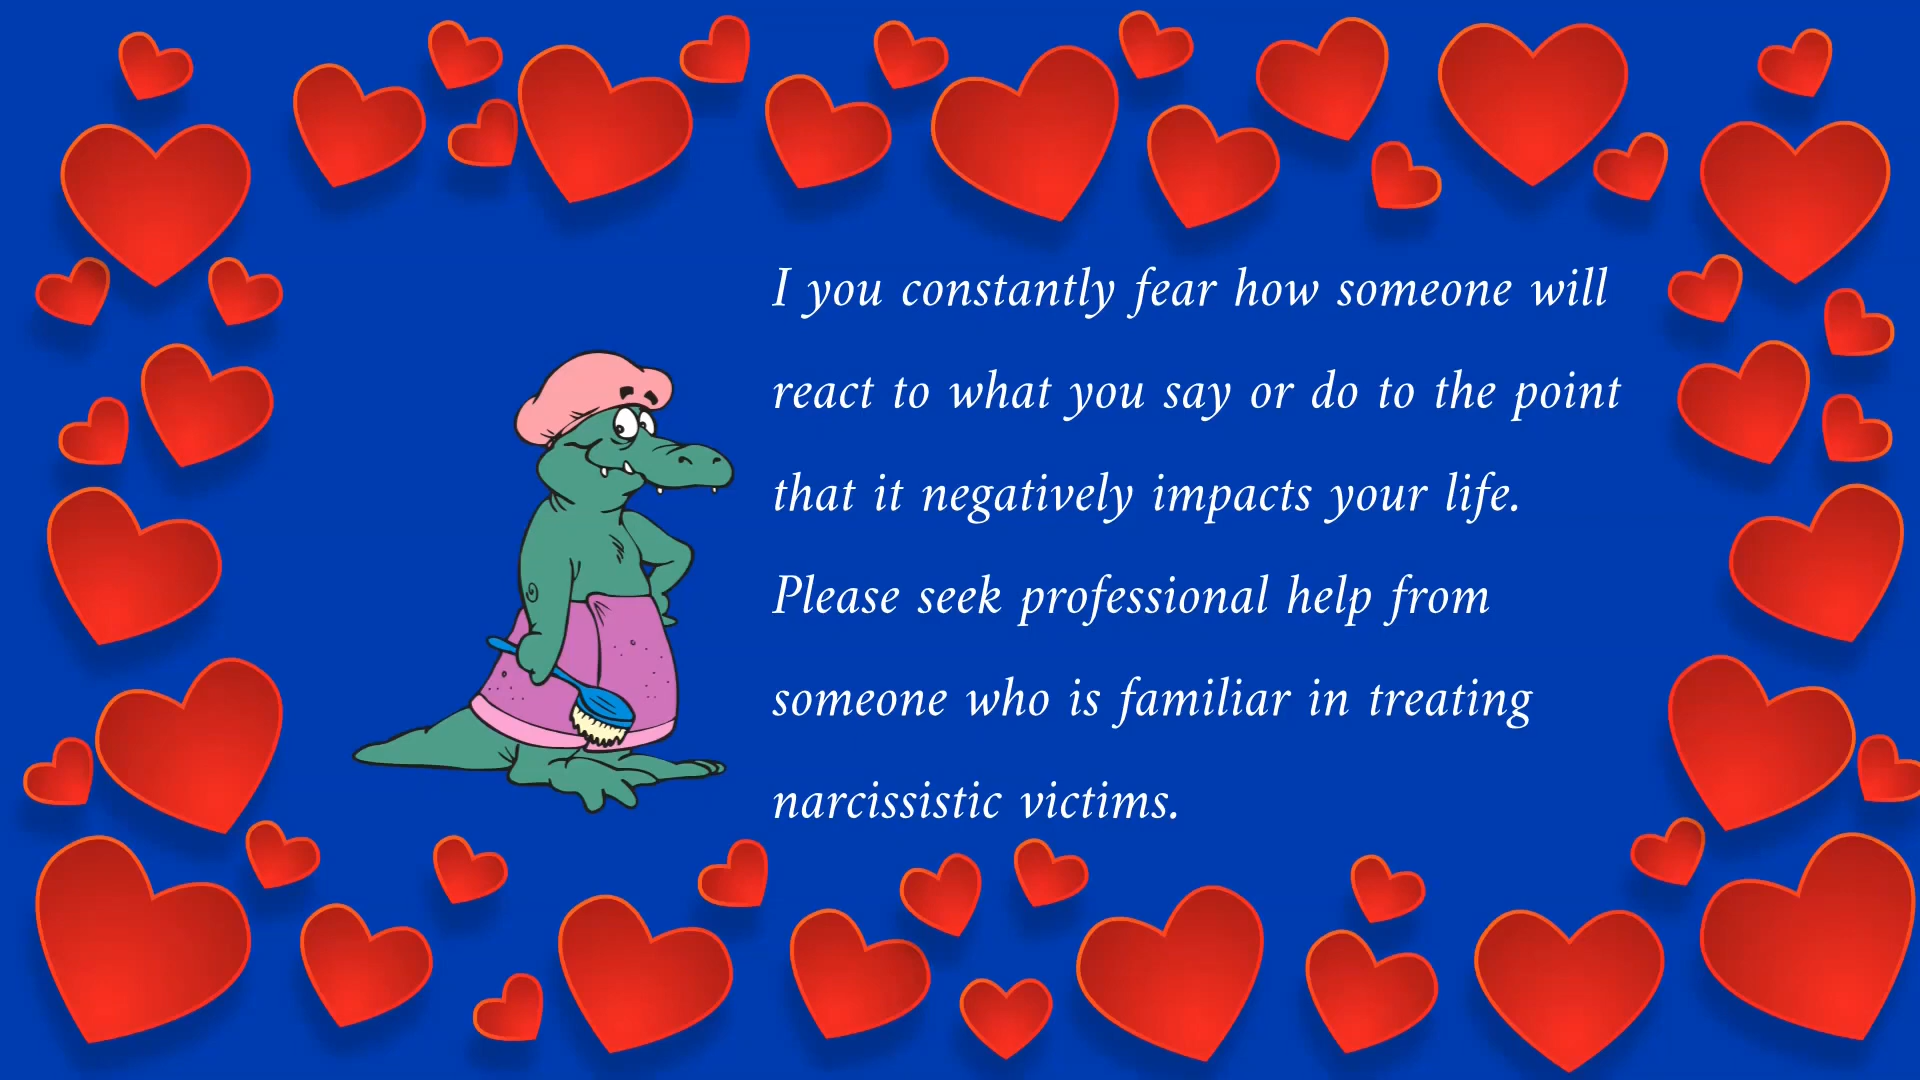 I you constantly fear how someone will
react to what you say or do to the point
that it negatively impacts your life.
Please seek professional help from
someone who is familiar in treating
narcissistic victims.